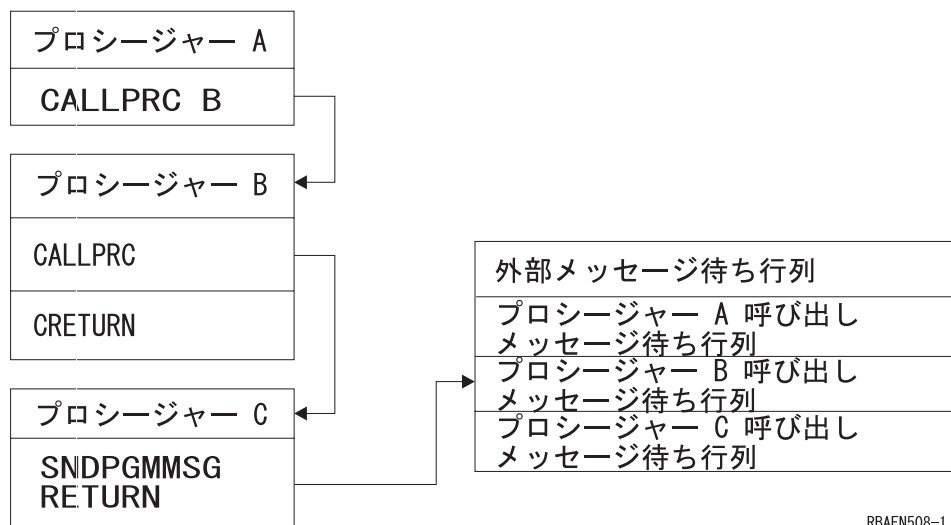 プロシージャー A
CALLPRC B
プロシージャー B
CALLPRC
CRETURN
プロシージャー C
SNDPGMMSG
RETURN
外部メッセージ待ち行列
プロシージャー A 呼び出し
メッセージ待ち行列
プロシージャー B 呼び出し
メッセージ待ち行列
プロシージャー C 呼び出し
メッセージ待ち行列
RBAFN508-1